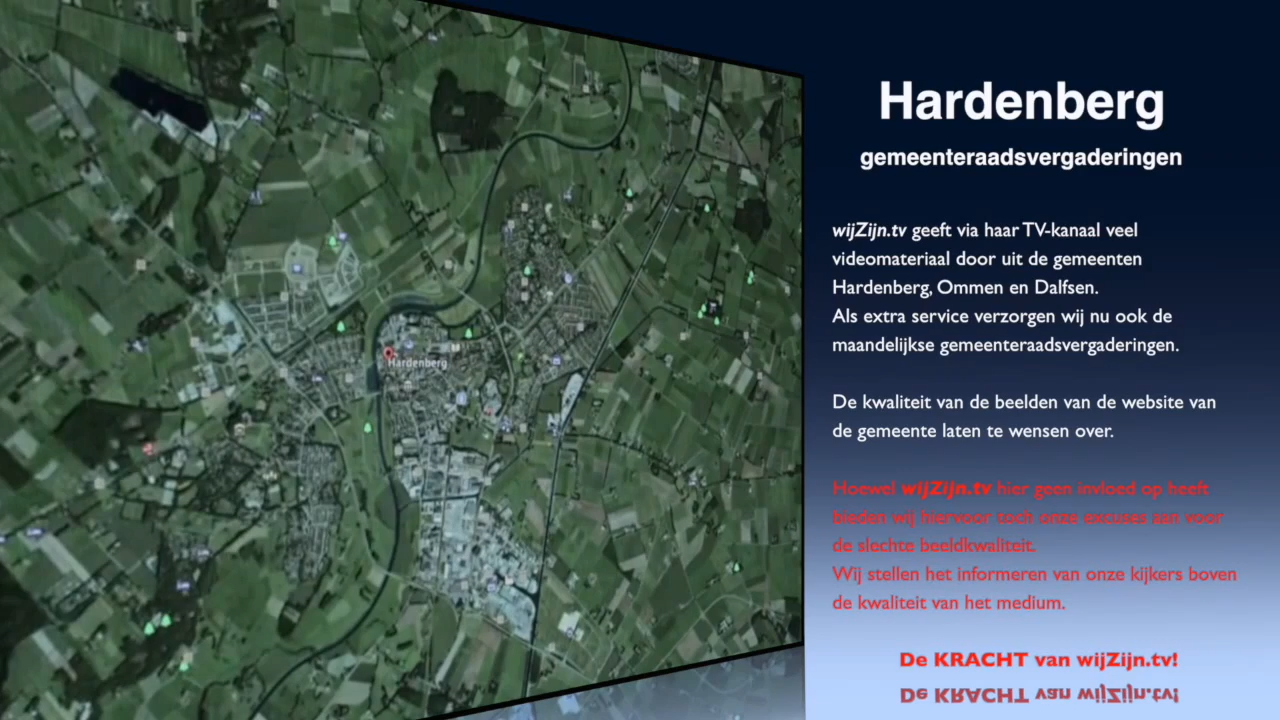 Hardenberg
gemeenteraadsvergaderingen
wijZijn.tv geeft via haar TV-kanaal veel
videomateriaal door uit de gemeenten
Hardenberg, Ommen en Dalfsen.
Als extra service verzorgen wij nu ook de
maandelijkse gemeenteraadsvergaderingen.
De kwaliteit van de beelden van de website van
de gemeente laten te wensen over.
Hoewel wijZijn.tv hier geen invloed op heeft
bieden wij hiervoor toch onze excuses aan voor
de slechte beeldkwaliteit.
Wij stellen het informeren van onze kijkers boven
de kwaliteit van het medium.
De KRACHT van wijZijn.tv!
Hardenberg